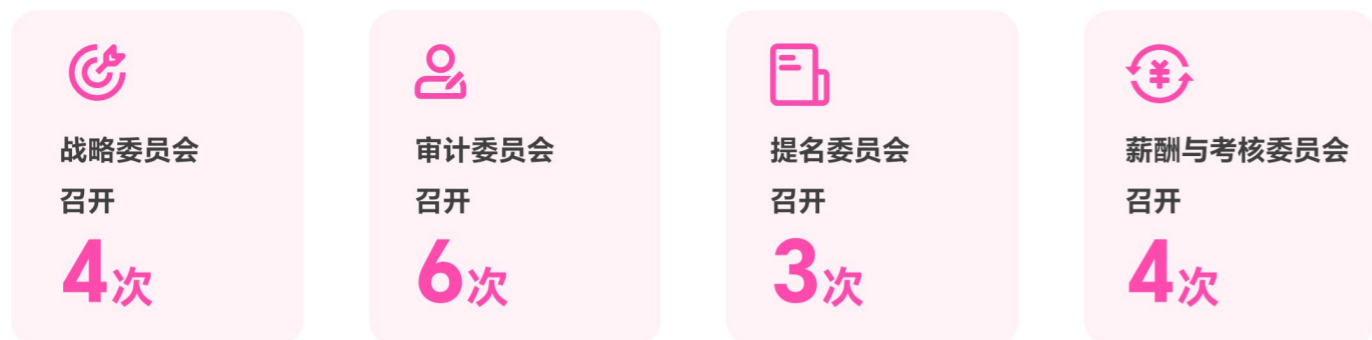 战略委员会
召开
4次
审计委员会
召开
6次
提名委员会
召开
3次
¥
薪酬与考核委员会
召开
4次